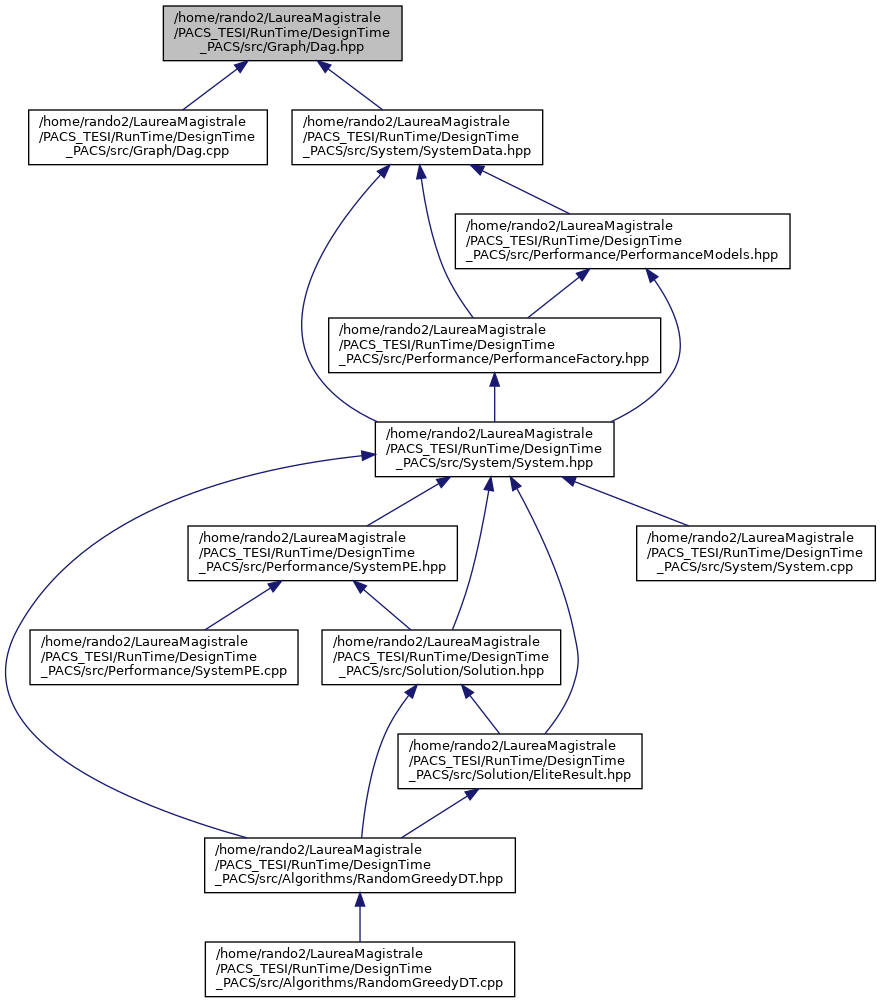 /home/rando2/LaureaMagistrale
/PACS_TESI/RunTime/DesignTime
_PACS/src/Graph/Dag.hpp
/home/rando2/LaureaMagistrale
/PACS_TESI/RunTime/DesignTime
_PACS/src/Graph/Dag.cpp
/home/rando2/LaureaMagistrale
/PACS_TESI/RunTime/DesignTime
_PACS/src/System/SystemData.hpp
/home/rando2/LaureaMagistrale
/PACS_TESI/RunTime/DesignTime
_PACS/src/Performance/PerformanceModels.hpp
/home/rando2/LaureaMagistrale
/PACS_TESI/RunTime/DesignTime
_PACS/src/Performance/PerformanceFactory.hpp
/home/rando2/LaureaMagistrale
/PACS_TESI/RunTime/DesignTime
_PACS/src/System/System.hpp
/home/rando2/LaureaMagistrale
/PACS_TESI/RunTime/DesignTime
_PACS/src/Performance/SystemPE.hpp
/home/rando2/LaureaMagistrale
/PACS_TESI/RunTime/DesignTime
_PACS/src/System/System.cpp
/home/rando2/LaureaMagistrale
/PACS_TESI/RunTime/DesignTime
_PACS/src/Performance/SystemPE.cpp
/home/rando2/LaureaMagistrale
/PACS_TESI/RunTime/DesignTime
_PACS/src/Solution/Solution.hpp
/home/rando2/LaureaMagistrale
/PACS_TESI/RunTime/DesignTime
_PACS/src/Solution/EliteResult.hpp
/home/rando2/LaureaMagistrale
/PACS_TESI/RunTime/DesignTime
_PACS/src/Algorithms/RandomGreedyDT.hpp
/home/rando2/LaureaMagistrale
/PACS_TESI/RunTime/DesignTime
_PACS/src/Algorithms/RandomGreedyDT.cpp